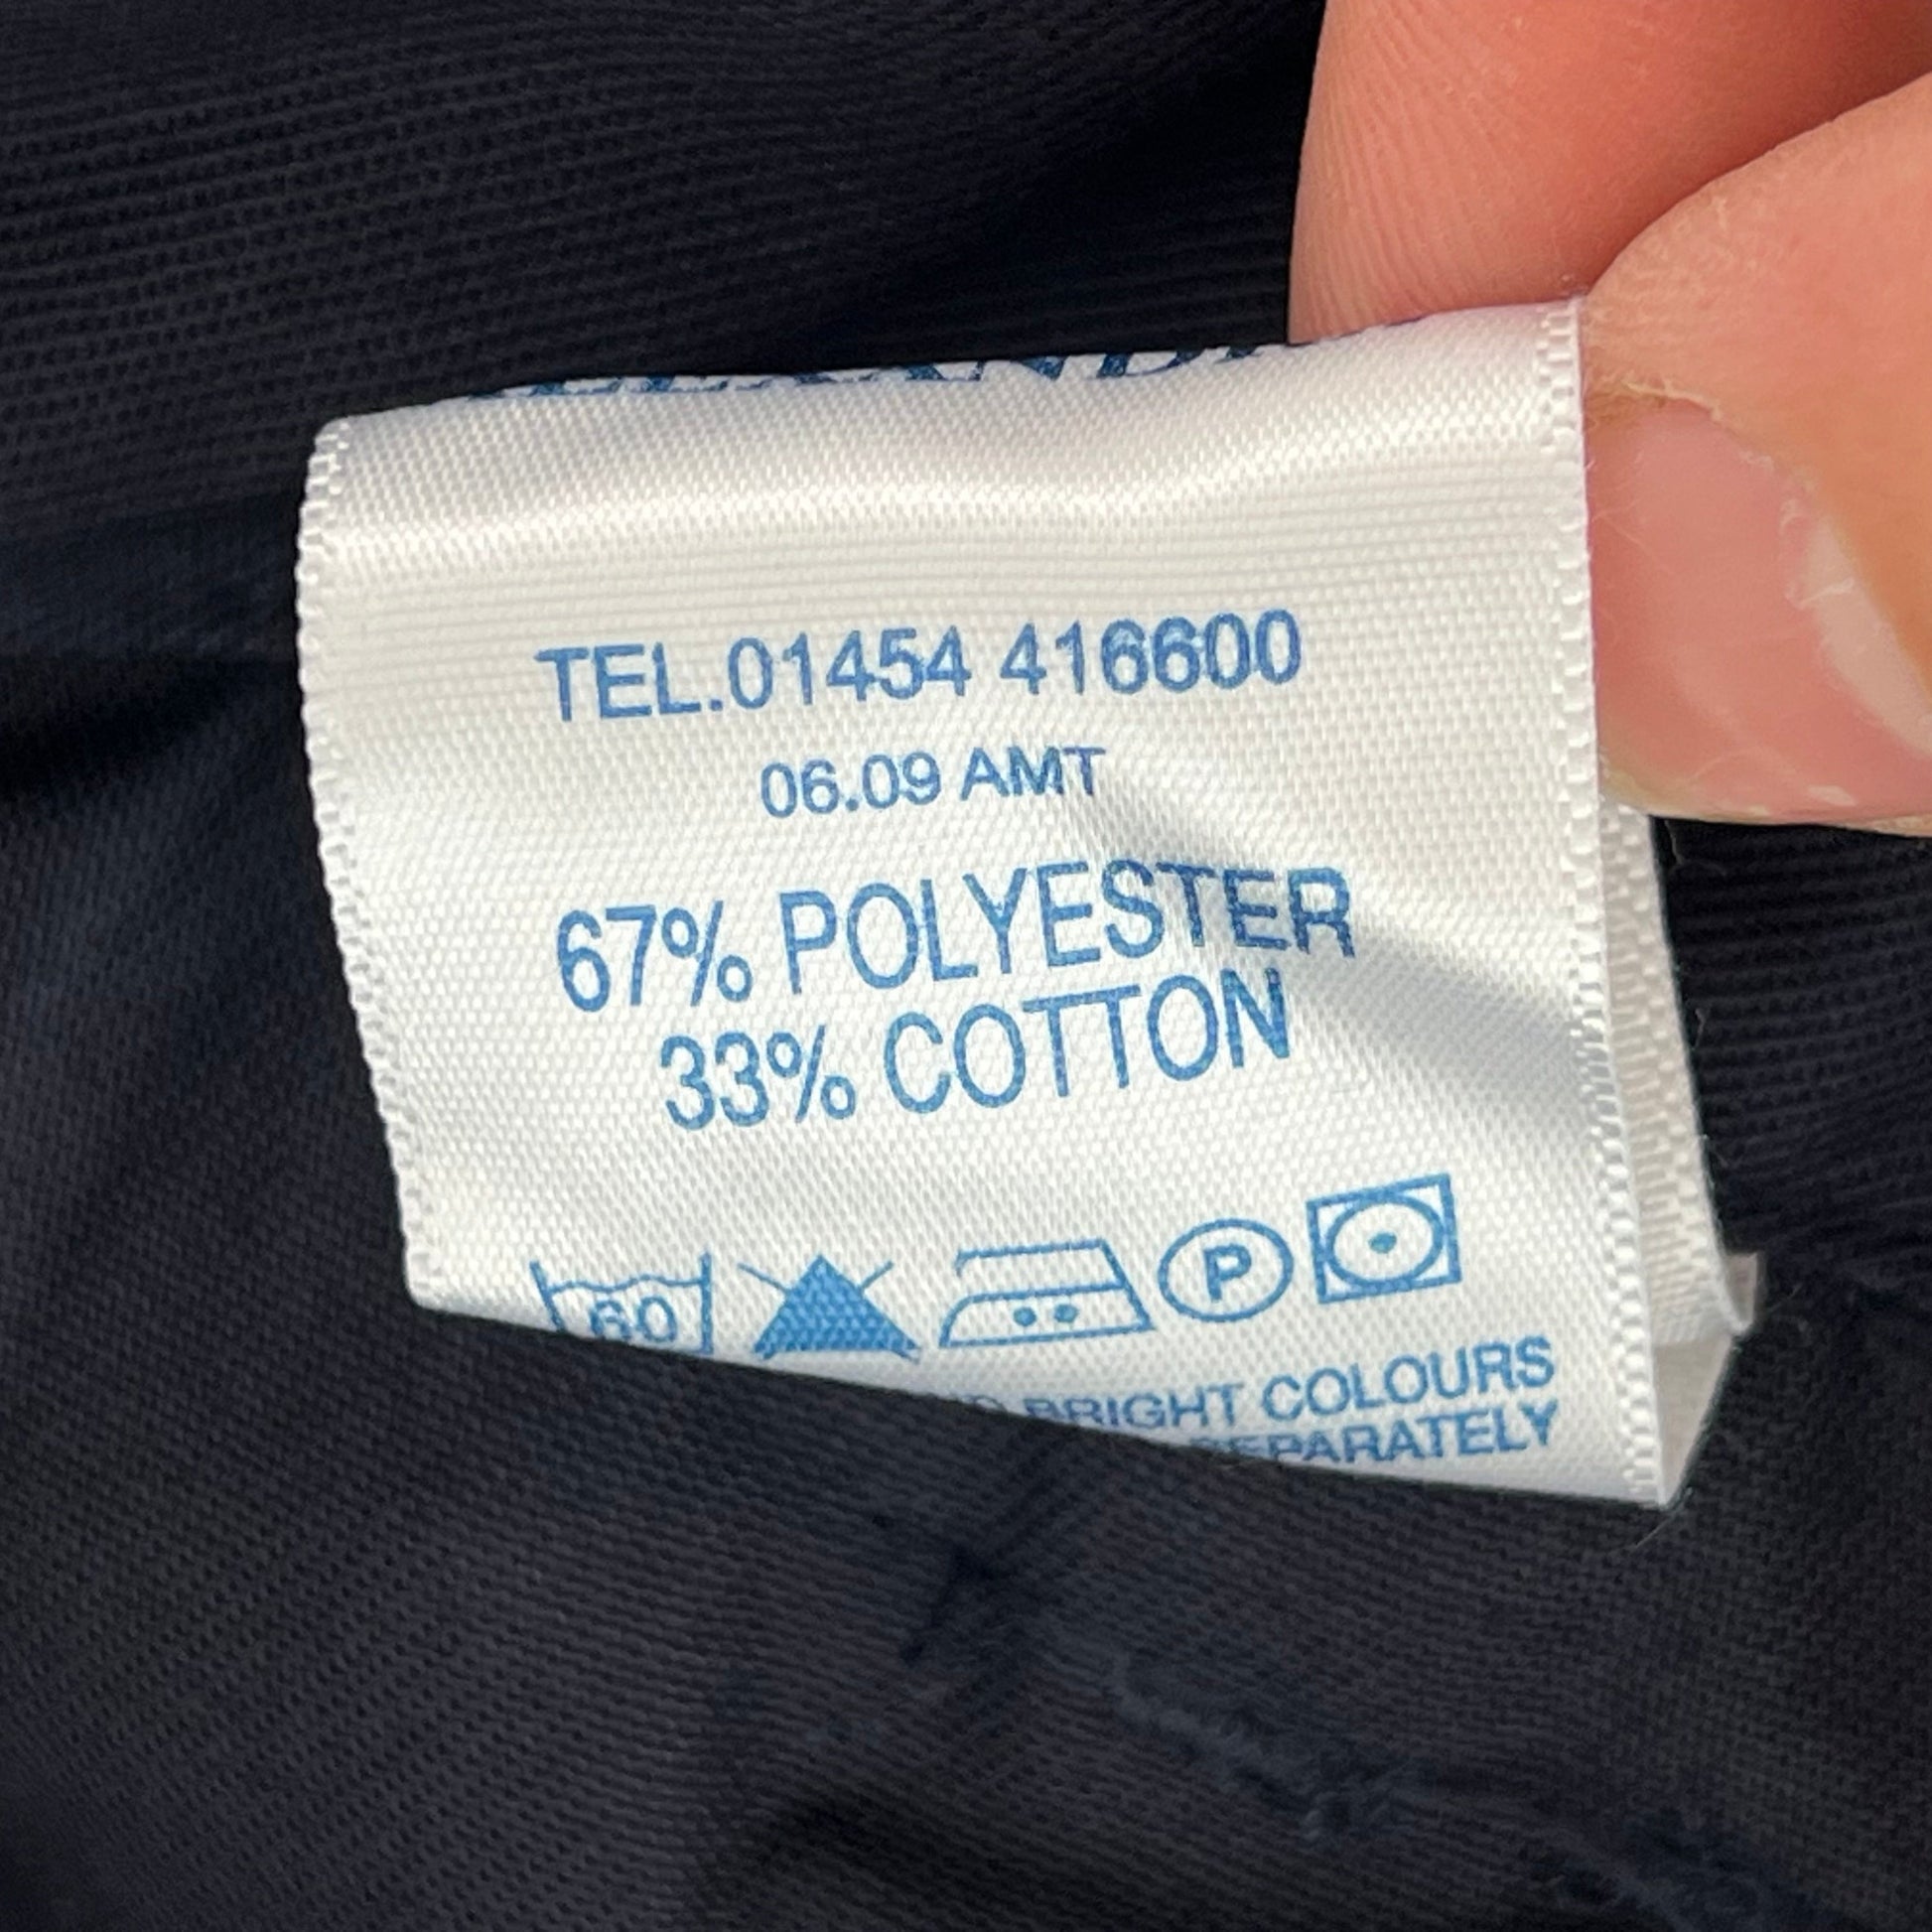 TEL.01454 416600
06.09 AMT
67% POLYESTER
33% COTTON
60 P
BRIGHT COLOURS
SEPARATELY